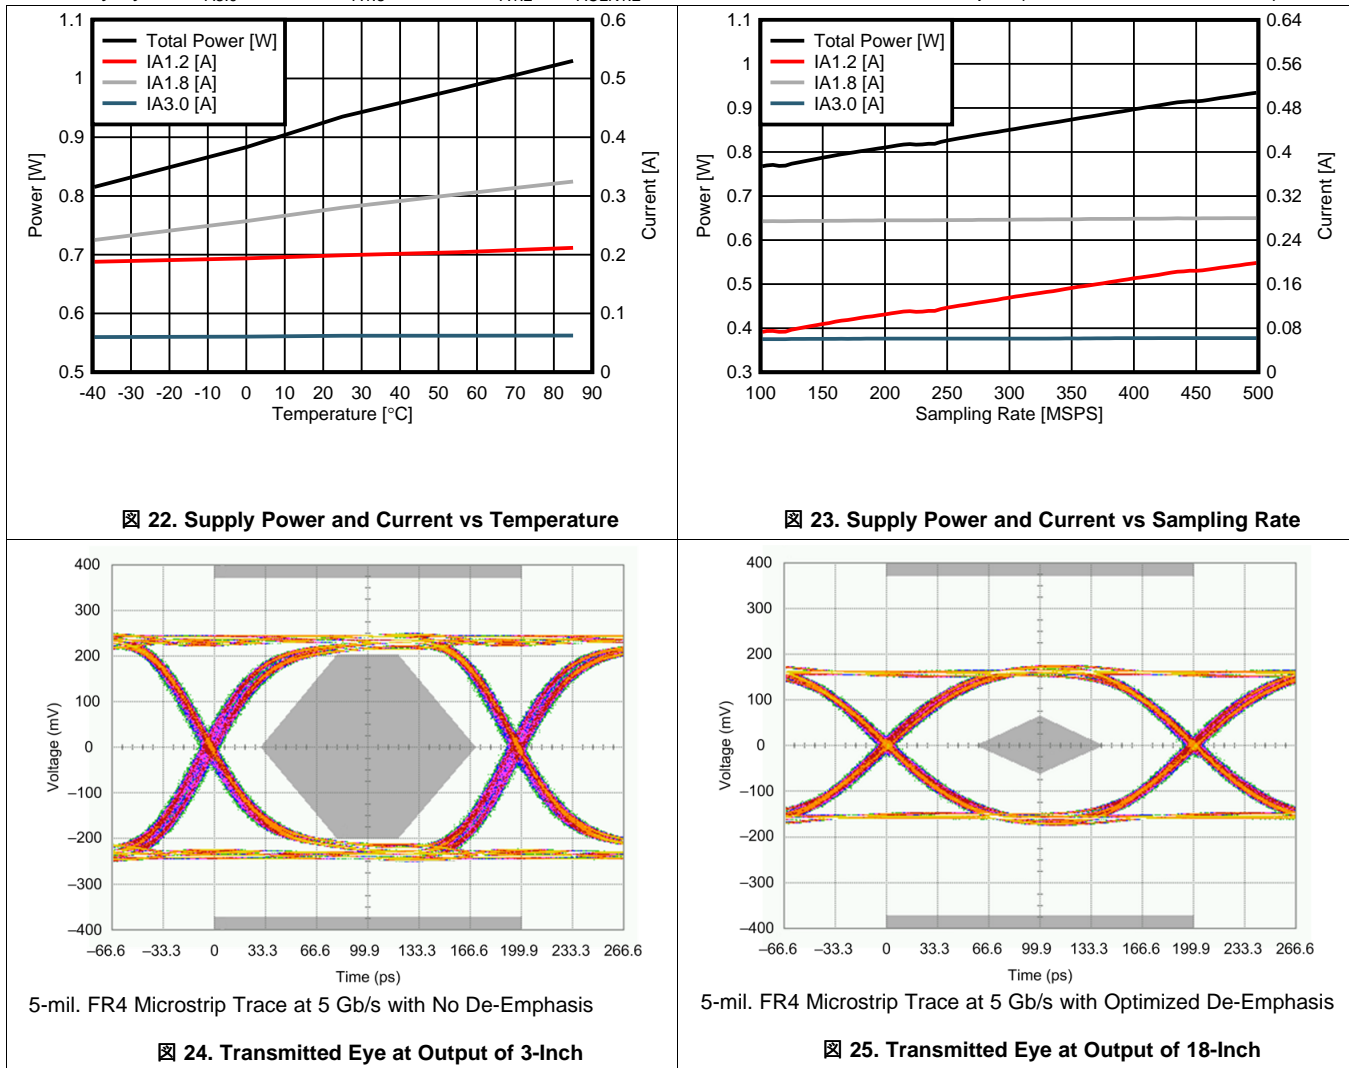 1.1
1
0.9
0.8
0.7
0.6
0.5
Power [W]
Total Power [W]
IA1.2 [A]
IA1.8 [A]
IA3.0 [A]
0.6
0.5
0.4
0.3
0.2
0.1
0
Current [A]
-40 -30 -20 -10 0 10 20 30 40 50 60 70 80 90
Temperature [°C]
図 22. Supply Power and Current vs Temperature
1.1
1
0.9
0.8
0.7
0.6
0.5
0.4
0.3
Power [W]
Total Power [W]
IA1.2 [A]
IA1.8 [A]
IA3.0 [A]
0.64
0.56
0.48
0.4
0.32
0.24
0.16
0.08
0
Current [A]
100 150 200 250 300 350 400 450 500
Sampling Rate [MSPS]
図 23. Supply Power and Current vs Sampling Rate
400
300
200
100
0
–100
–200
–300
–400
Voltage (mV)
–66.6 –33.3 0 33.3 66.6 99.9 133.3 166.6 199.9 233.3 266.6
Time (ps)
5-mil. FR4 Microstrip Trace at 5 Gb/s with No De-Emphasis
図 24. Transmitted Eye at Output of 3-Inch
400
300
200
100
0
–100
–200
–300
–400
Voltage (mV)
–66.6 –33.3 0 33.3 66.6 99.9 133.3 166.6 199.9 233.3 266.6
Time (ps)
5-mil. FR4 Microstrip Trace at 5 Gb/s with Optimized De-Emphasis
図 25. Transmitted Eye at Output of 18-Inch